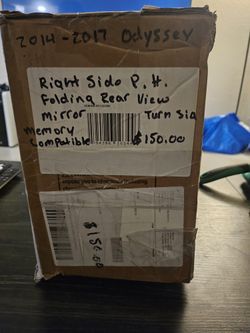 2014-2017 Odyssey
Right Side P.H.
Folding Rear View
Mirror Turn Sig
Memory
Compatible $150.00
$150.00